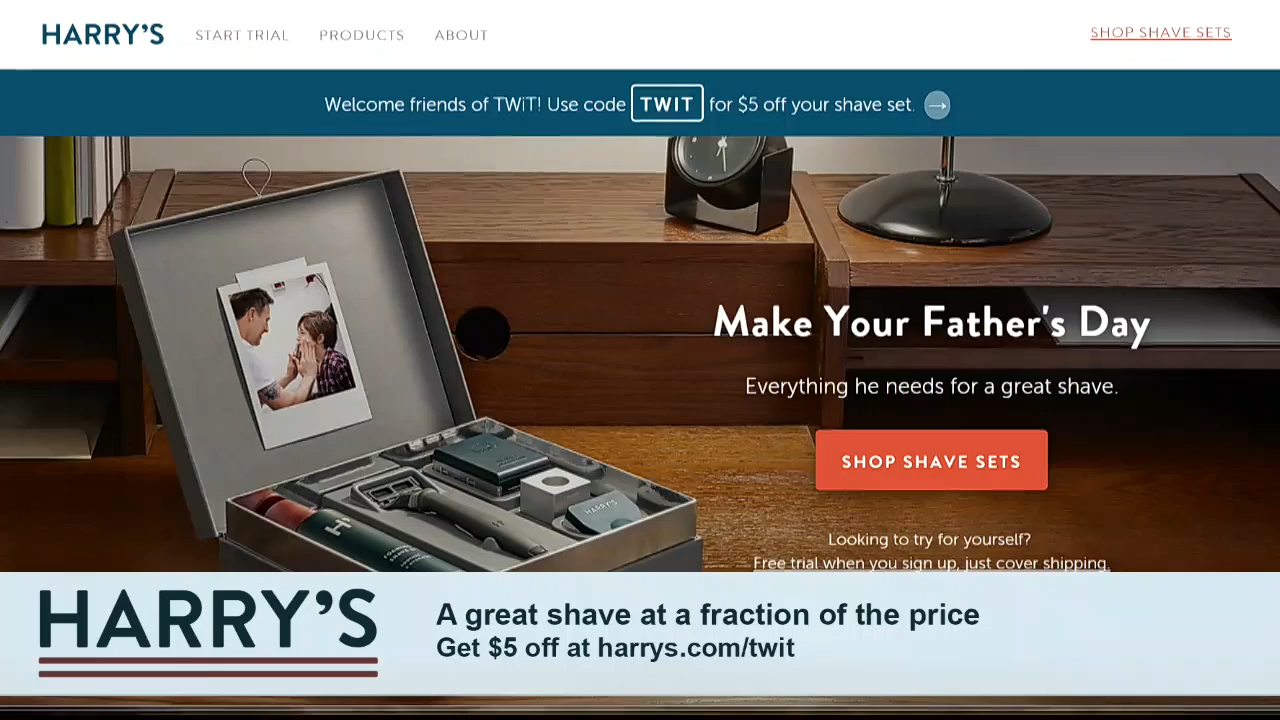 HARRY'S
START TRIAL
PRODUCTS
ABOUT
SHOP SHAVE SETS
Welcome friends of TWiT! Use code TWIT for $5 off your shave set. →
Make Your Father's Day
Everything he needs for a great shave.
SHOP SHAVE SETS
HARRY'S
Looking to try for yourself?
Free trial when you sign up, just cover shipping.
HARRY'S
A great shave at a fraction of the price
Get $5 off at harrys.com/twit